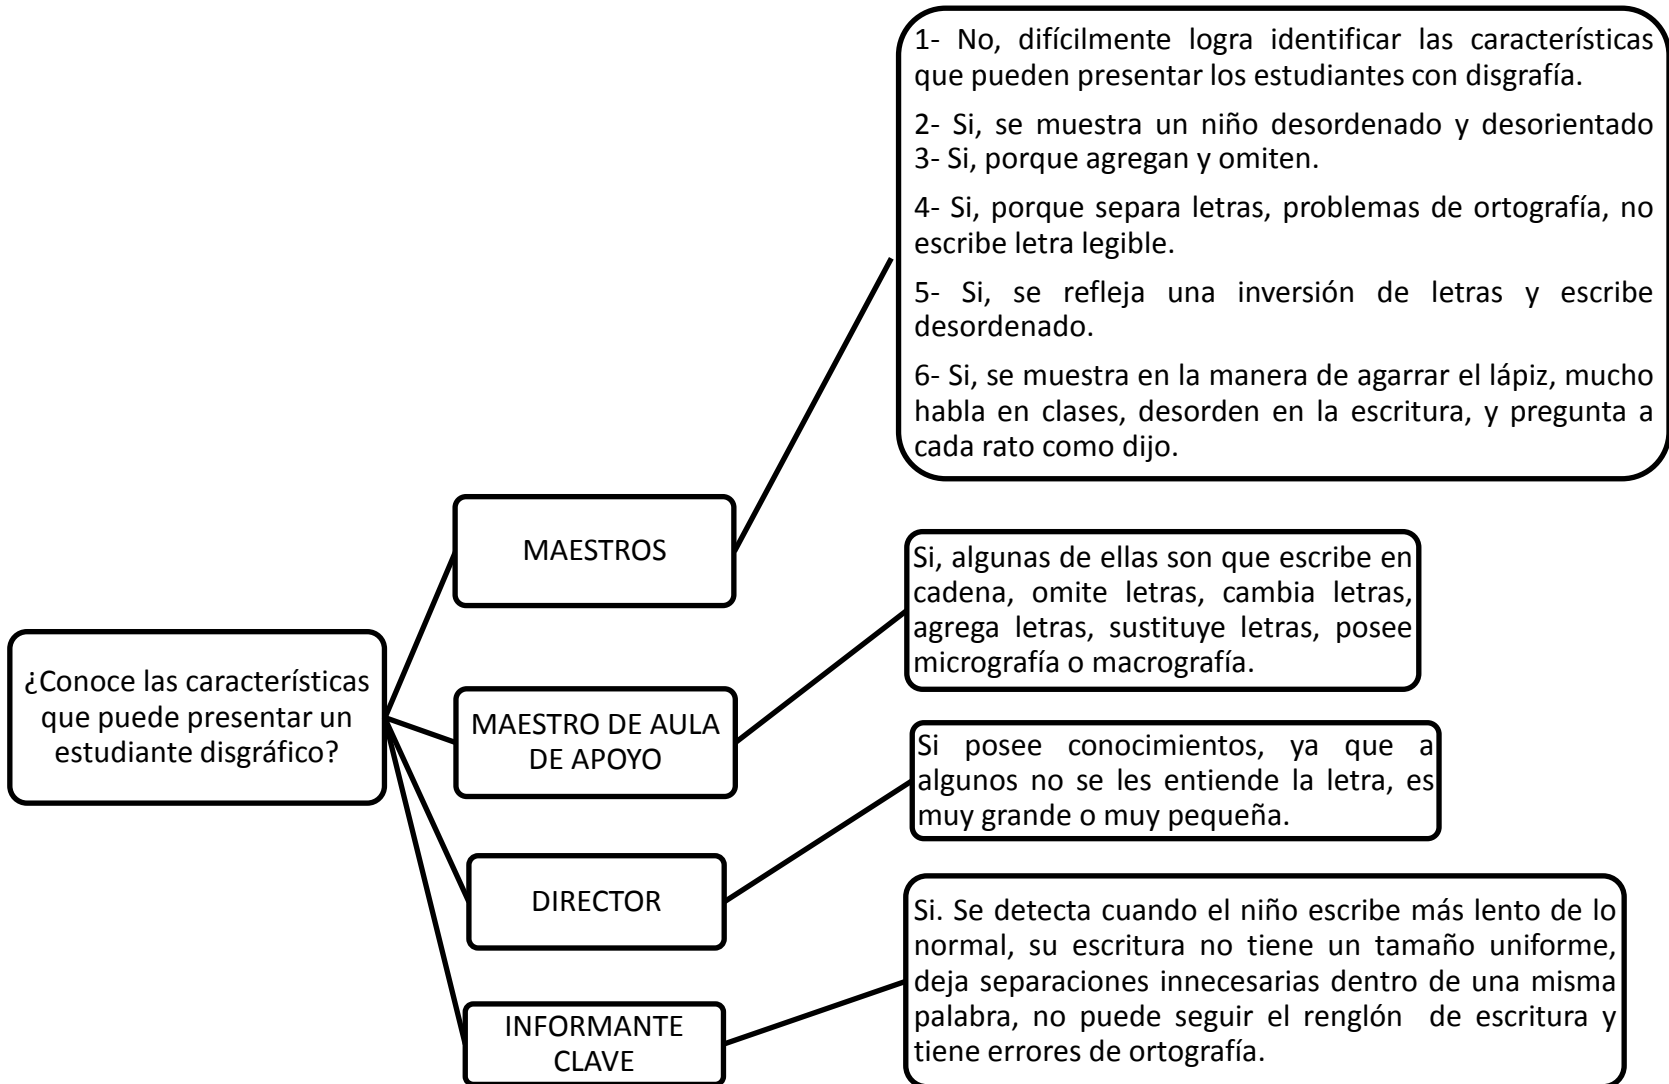 1- No, difícilmente logra identificar las características
que pueden presentar los estudiantes con disgrafía.
2- Si, se muestra un niño desordenado y desorientado
3- Si, porque agregan y omiten.
4- Si, porque separa letras, problemas de ortografía, no
escribe letra legible.
5- Si, se refleja una inversión de letras y escribe
desordenado.
6- Si, se muestra en la manera de agarrar el lápiz, mucho
habla en clases, desorden en la escritura, y pregunta a
cada rato como dijo.
MAESTROS
Si, algunas de ellas son que escribe en
cadena, omite letras, cambia letras,
agrega letras, sustituye letras, posee
micrografía o macrografía.
¿Conoce las características
que puede presentar un
estudiante disgráfico?
MAESTRO DE AULA
DE APOYO
Si posee conocimientos, ya que a
algunos no se les entiende la letra, es
muy grande o muy pequeña.
DIRECTOR
Si. Se detecta cuando el niño escribe más lento de lo
normal, su escritura no tiene un tamaño uniforme,
deja separaciones innecesarias dentro de una misma
palabra, no puede seguir el renglón de escritura y
tiene errores de ortografía.
INFORMANTE
CLAVE